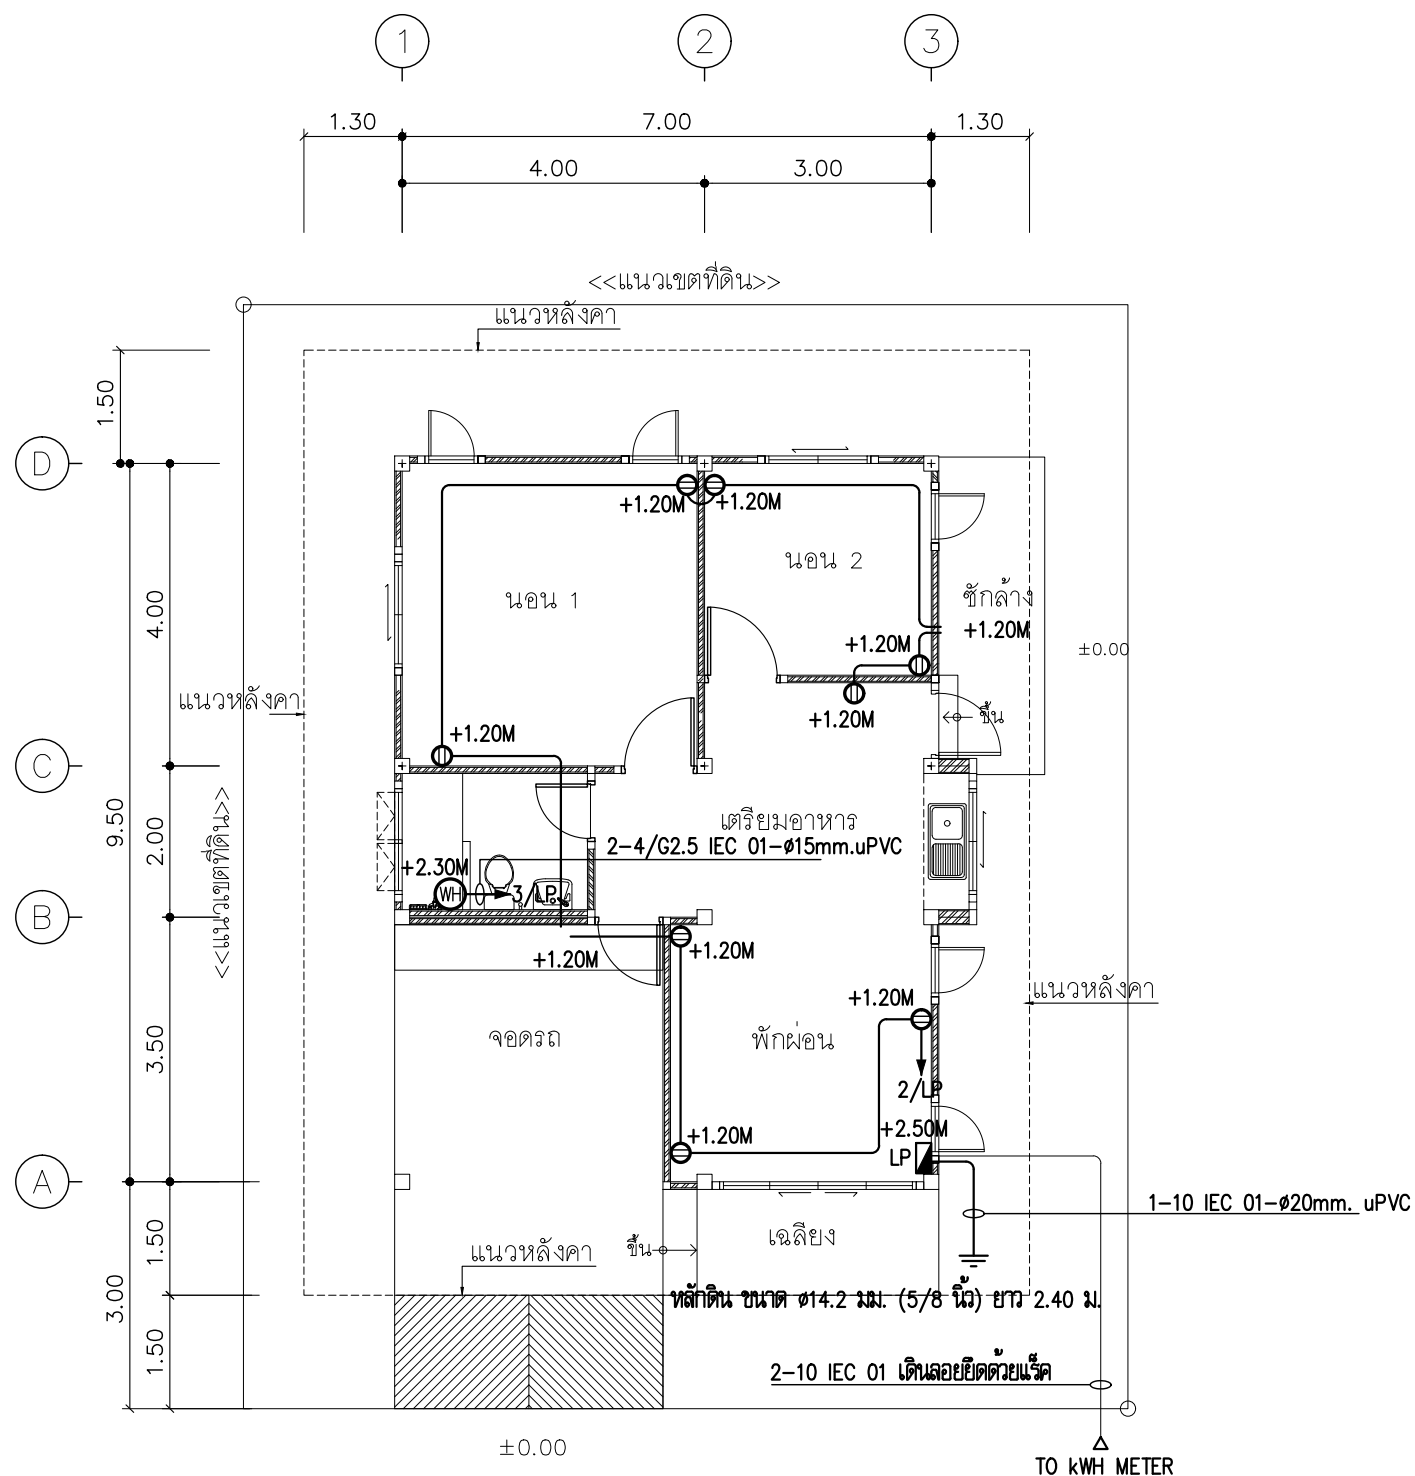 1
2
3
1.30
7.00
1.30
4.00
3.00
<<แนวเขตที่ดิน>>
แนวหลังคา
1.50
D
+1.20M
+1.20M
นอน 2
นอน 1
ซักล้าง
4.00
+1.20M
+1.20M
±0.00
แนวหลังคา
+1.20M
ขึ้น
+1.20M
C
9.50
2.00
<<แนวเขตที่ดิน>>
เตรียมอาหาร
2-4/G2.5 IEC 01-ø15mm.uPVC
+2.30M
WH
3/LP
B
+1.20M
+1.20M
แนวหลังคา
+1.20M
จอดรถ
พักผ่อน
3.50
2/LP
+1.20M
+2.50M
LP
A
1-10 IEC 01-ø20mm. uPVC
1.50
เฉลียง
ขึ้น
แนวหลังคา
3.00
หลักดิน ขนาด ø14.2 มม. (5/8 นิ้ว) ยาว 2.40 ม.
1.50
2-10 IEC 01 เดินลอยยึดด้วยแร็ค
±0.00
TO kWH METER